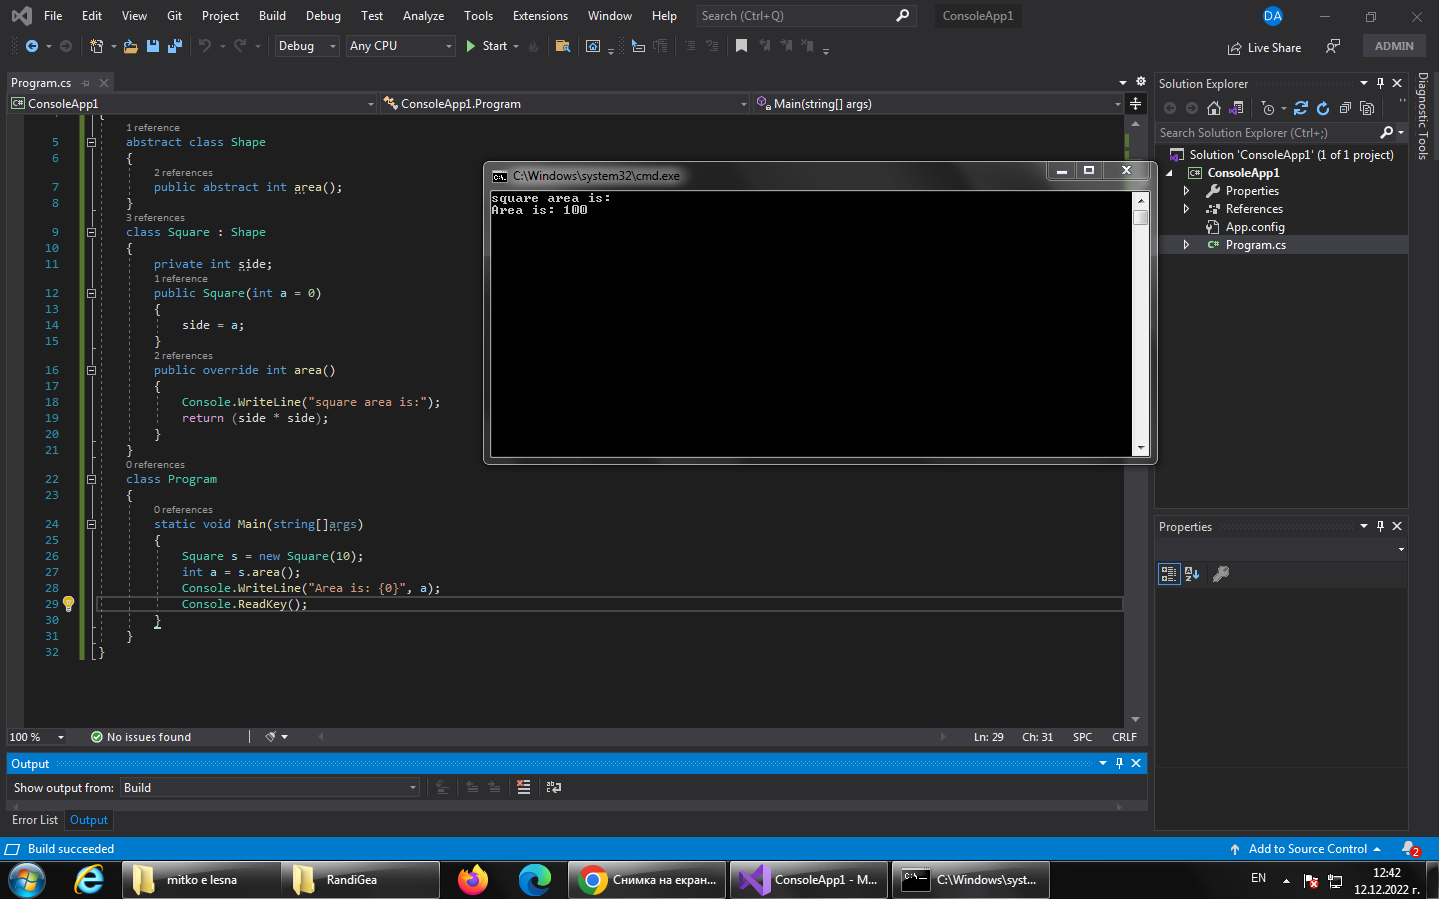 File Edit View Git Project Build Debug Test Analyze Tools Extensions Window Help Search (Ctrl+Q) ConsoleApp1 DA
Debug Any CPU Start Live Share ADMIN
Program.cs
ConsoleApp1 ConsoleApp1.Program Main(string[] args)
1 reference
5 abstract class Shape
6 {
2 references
7 public abstract int area();
8 }
3 references
9 class Square : Shape
10 {
11 private int side;
1 reference
12 public Square(int a = 0)
13 {
14 side = a;
15 }
2 references
16 public override int area()
17 {
18 Console.WriteLine("square area is:");
19 return (side * side);
20 }
21 }
0 references
22 class Program
23 {
0 references
24 static void Main(string[]args)
25 {
26 Square s = new Square(10);
27 int a = s.area();
28 Console.WriteLine("Area is: {0}", a);
29 Console.ReadKey();
30 }
31 }
32 }
C:\Windows\system32\cmd.exe
square area is:
Area is: 100
Solution Explorer
Search Solution Explorer (Ctrl+;)
Solution 'ConsoleApp1' (1 of 1 project)
ConsoleApp1
Properties
References
App.config
C# Program.cs
Diagnostic Tools
Properties
100 % No issues found Ln: 29 Ch: 31 SPC CRLF
Output
Show output from: Build
Error List Output
Build succeeded Add to Source Control 2
mitko e lesna RandiGea Снимка на екран... ConsoleApp1 - M... C:\Windows\syst... EN 12:42
12.12.2022 г.